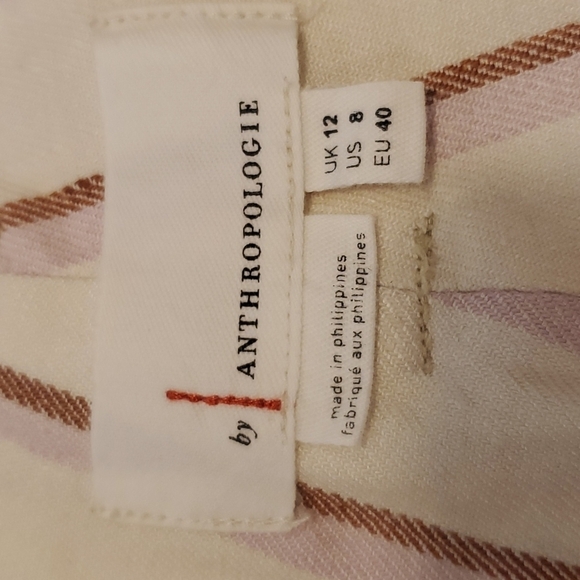 by ANTHROPOLOGIE
UK 12
US 8
EU 40
made in philippines
fabriqué aux philippines